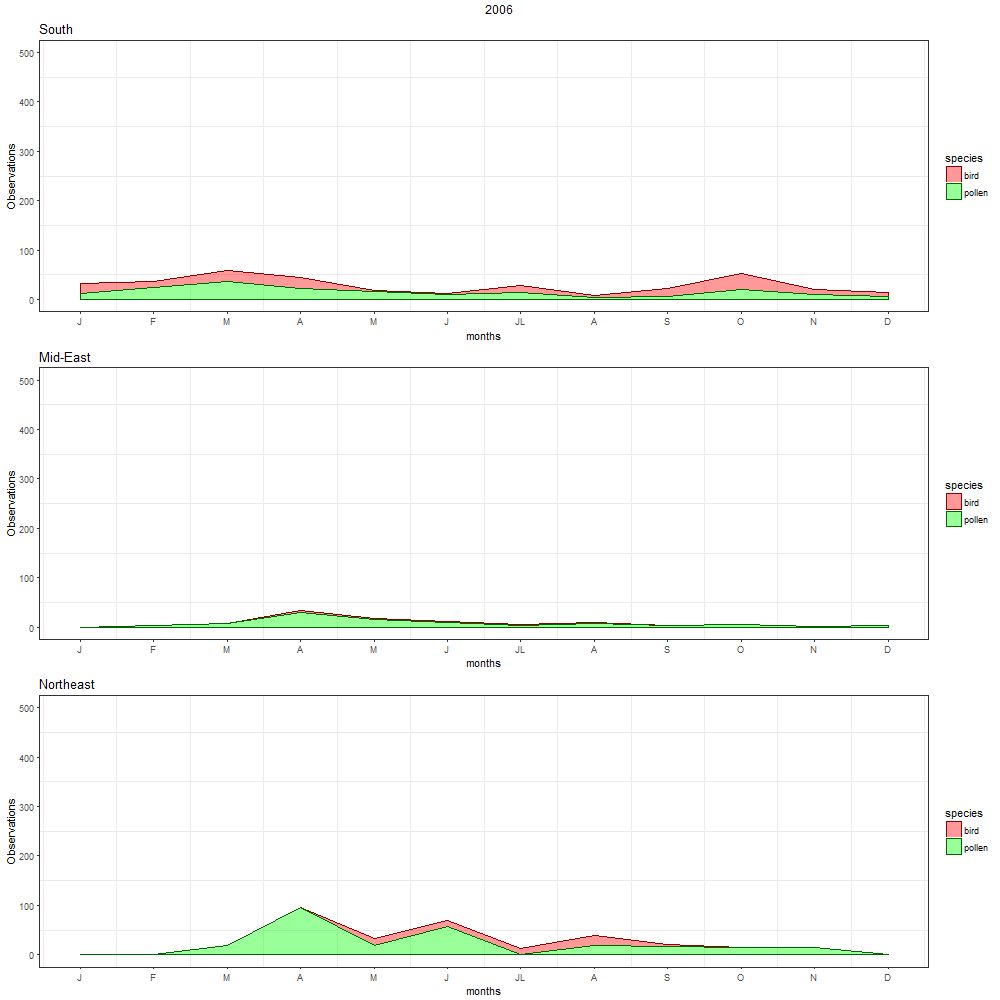 2006
South
500
400
300
200
100
0
Observations
J F M A M J JL A S O N D
months
species
bird
pollen
Mid-East
500
400
300
200
100
0
Observations
J F M A M J JL A S O N D
months
species
bird
pollen
Northeast
500
400
300
200
100
0
Observations
J F M A M J JL A S O N D
months
species
bird
pollen